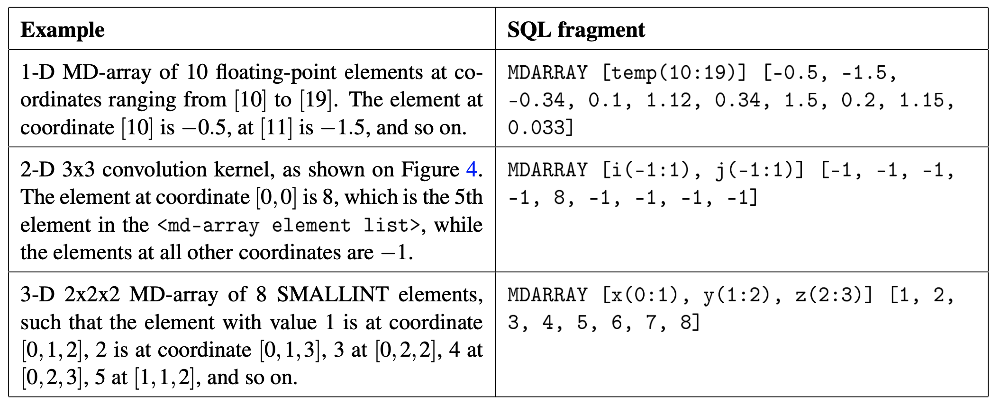 Example
SQL fragment
1-D MD-array of 10 floating-point elements at co-
ordinates ranging from [10] to [19]. The element at
coordinate [10] is −0.5, at [11] is −1.5, and so on.
MDARRAY [temp(10:19)] [-0.5, -1.5,
-0.34, 0.1, 1.12, 0.34, 1.5, 0.2, 1.15,
0.033]
2-D 3x3 convolution kernel, as shown on Figure 4.
The element at coordinate [0,0] is 8, which is the 5th
element in the <md-array element list>, while
the elements at all other coordinates are −1.
MDARRAY [i(-1:1), j(-1:1)] [-1, -1, -1,
-1, 8, -1, -1, -1, -1]
3-D 2x2x2 MD-array of 8 SMALLINT elements,
such that the element with value 1 is at coordinate
[0,1,2], 2 is at coordinate [0,1,3], 3 at [0,2,2], 4 at
[0,2,3], 5 at [1,1,2], and so on.
MDARRAY [x(0:1), y(1:2), z(2:3)] [1, 2,
3, 4, 5, 6, 7, 8]